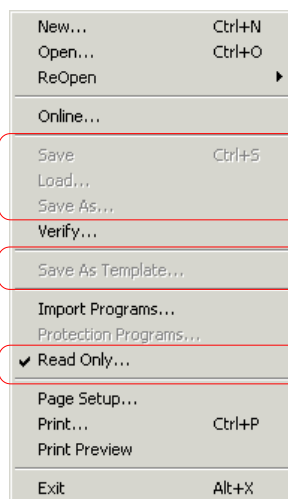 New... Ctrl+N
Open... Ctrl+O
ReOpen
Online...
Save Ctrl+S
Load...
Save As...
Verify...
Save As Template...
Import Programs...
Protection Programs...
Read Only...
Page Setup...
Print... Ctrl+P
Print Preview
Exit Alt+X